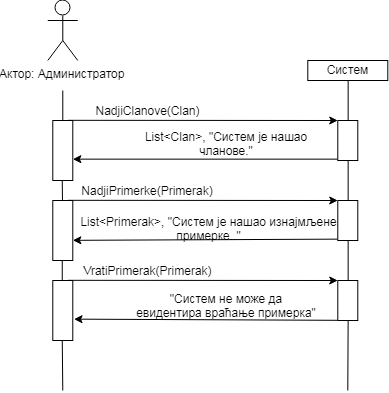 Актор: Администратор
Систем
NadjiClanove(Clan)
List<Clan>, "Систем је нашао
чланове."
NadjiPrimerke(Primerak)
List<Primerak>, "Систем је нашао изнајмљене
примерке."
VratiPrimerak(Primerak)
"Систем не може да
евидентира враћање примерка"